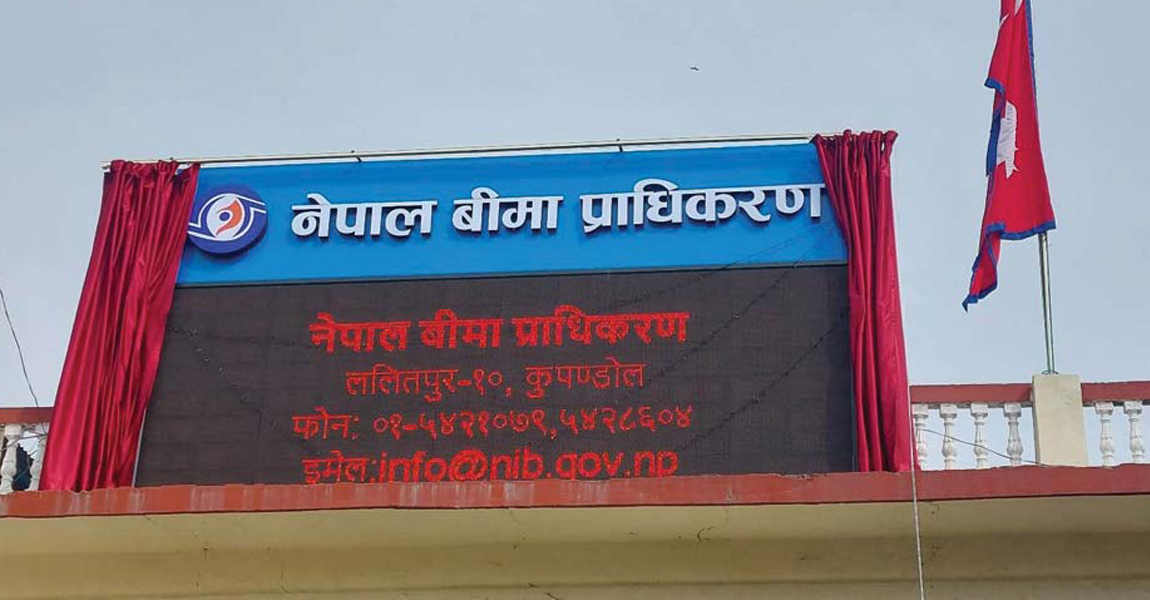 नेपाल बीमा प्राधिकरण
नेपाल बीमा प्राधिकरण
ललितपुर-१०, कुपण्डोल
फोन: ०१-५४२१०७९,५४२८६०४
इमेल:info@nib.gov.np